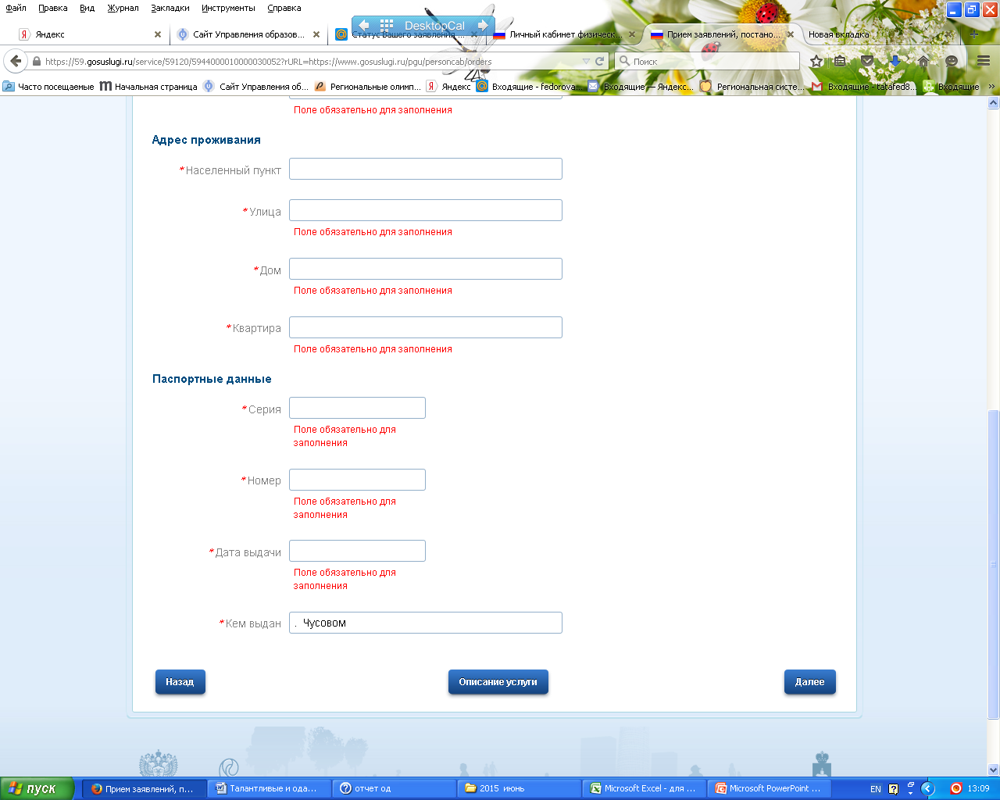 Файл Правка Вид Журнал Закладки Инструменты Справка
DesktopCal
Яндекс
Сайт Управления образов...
Статус Вашего заявления ...
Личный кабинет физическ...
Прием заявлений, постано...
Новая вкладка
https://59.gosuslugi.ru/service/59120/5944000010000030052?rURL=https://www.gosuslugi.ru/pgu/personcab/orders
Поиск
Часто посещаемые Начальная страница Сайт Управления об... Региональные олимп... Яндекс Входящие - fedorova... Входящие — Яндекс... Региональная систе... Входящие - tatafed8... Входящие »
Поле обязательно для заполнения
Адрес проживания
*Населенный пункт
*Улица
Поле обязательно для заполнения
*Дом
Поле обязательно для заполнения
*Квартира
Поле обязательно для заполнения
Паспортные данные
*Серия
Поле обязательно для
заполнения
*Номер
Поле обязательно для
заполнения
*Дата выдачи
Поле обязательно для
заполнения
*Кем выдан . Чусовом
Назад Описание услуги Далее
пуск Прием заявлений, п... Талантливые и ода... отчет од 2015 июнь Microsoft Excel - для ... Microsoft PowerPoint ... EN 13:09